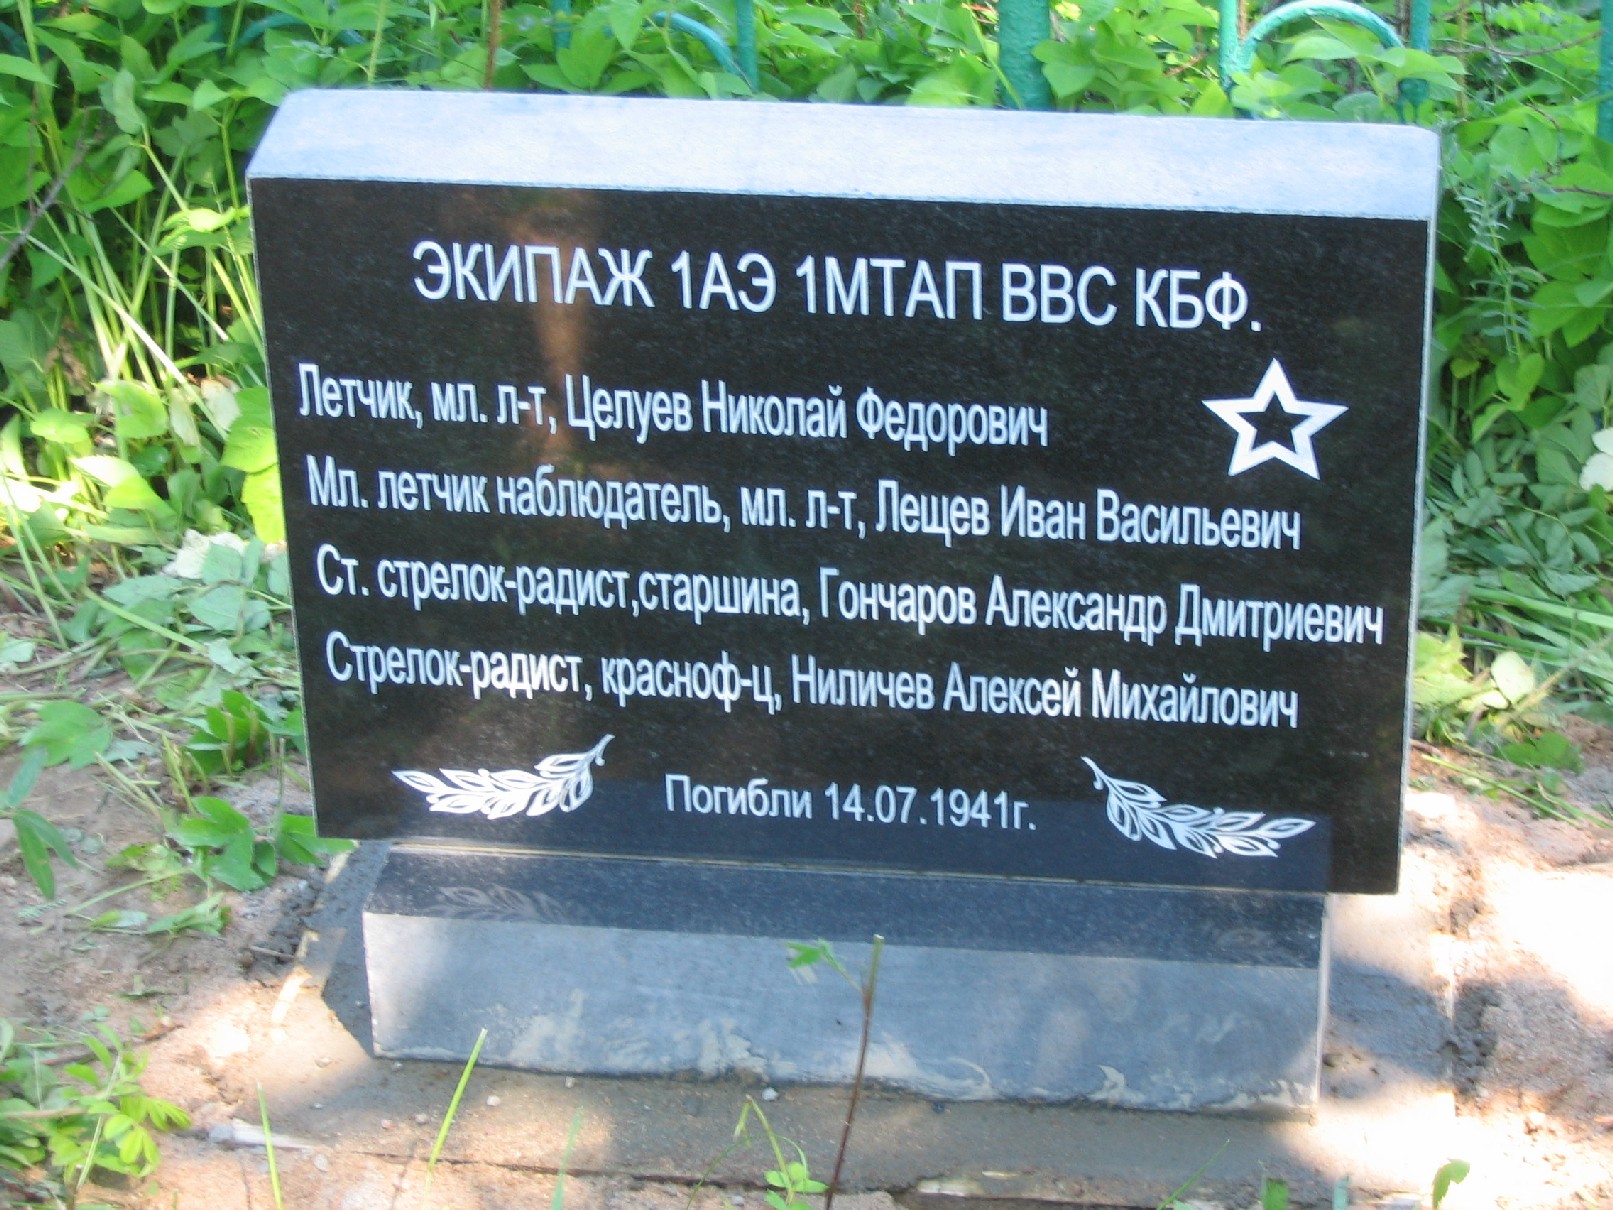 ЭКИПАЖ 1АЭ 1МТАП ВВС КБФ.
Летчик, мл. л-т, Целуев Николай Федорович
Мл. летчик наблюдатель, мл. л-т, Лещев Иван Васильевич
Ст. стрелок-радист,старшина, Гончаров Александр Дмитриевич
Стрелок-радист, красноф-ц, Ниличев Алексей Михайлович
Погибли 14.07.1941г.